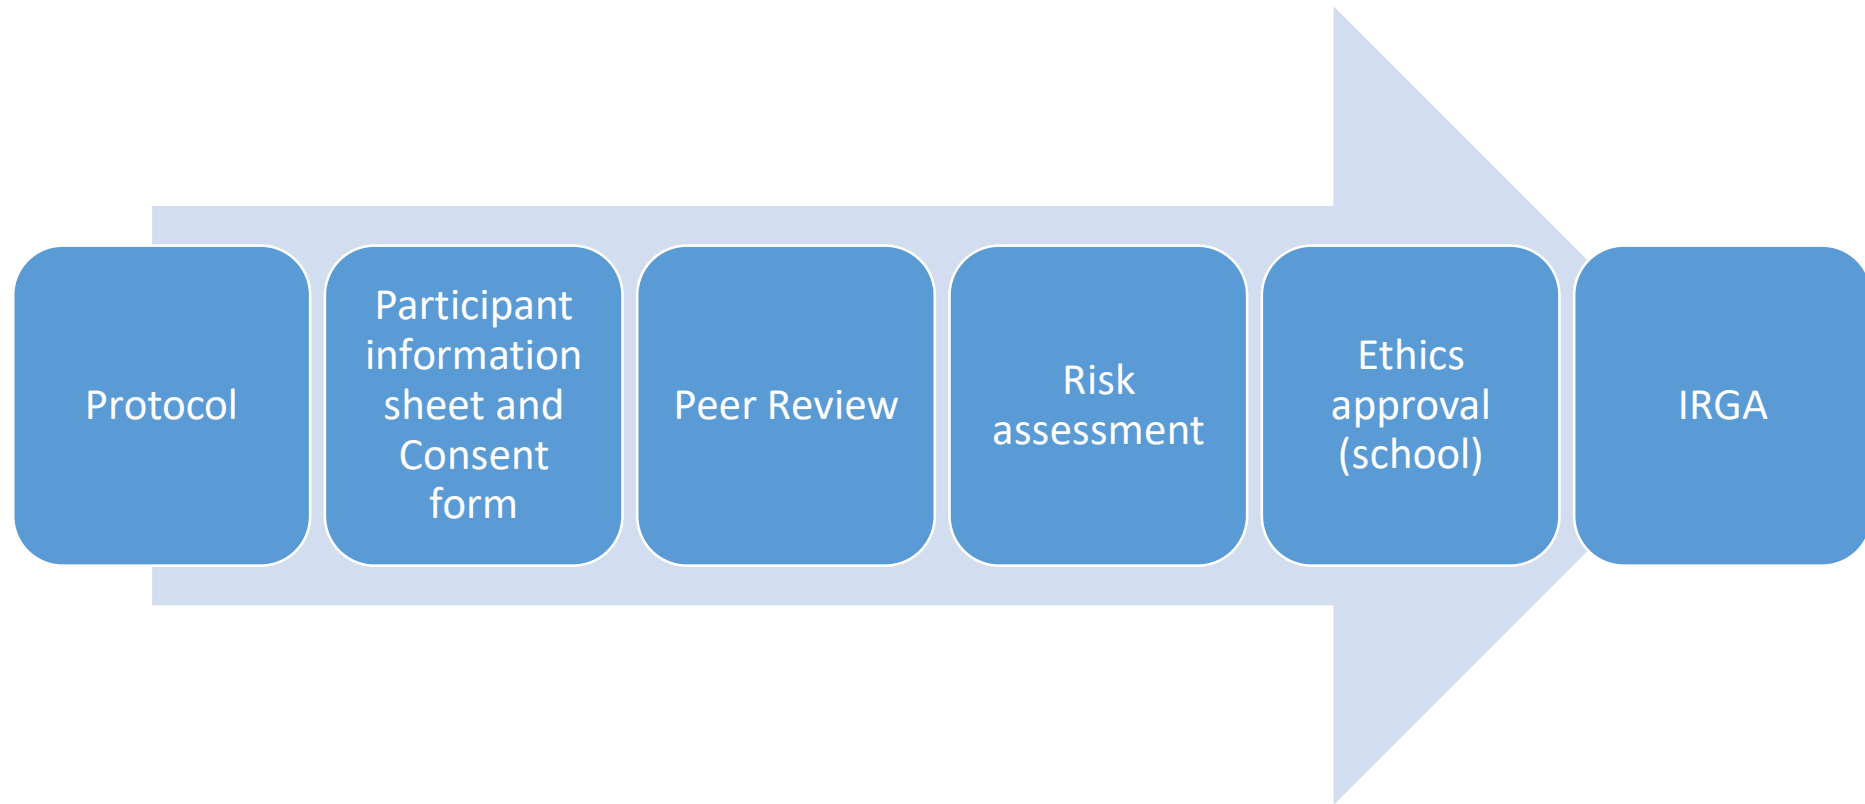 Protocol
Participant
information
sheet and
Consent
form
Peer Review
Risk
assessment
Ethics
approval
(school)
IRGA